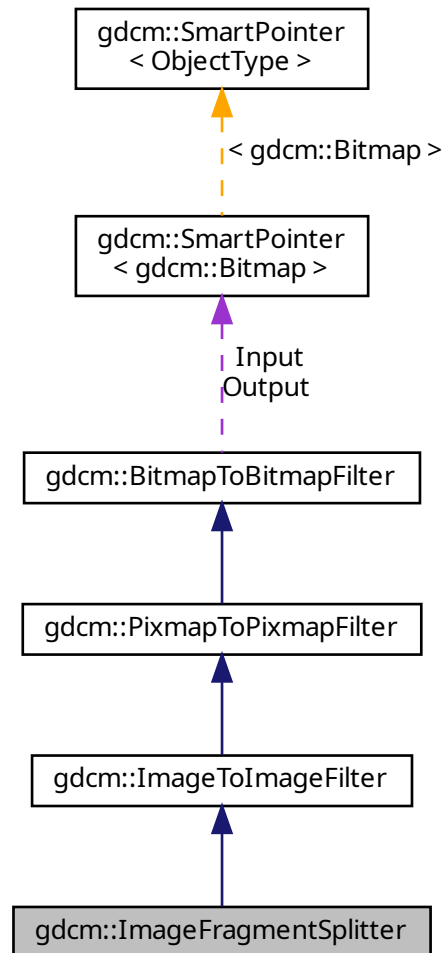 gdcm::SmartPointer
< ObjectType >
< gdcm::Bitmap >
gdcm::SmartPointer
< gdcm::Bitmap >
Input
Output
gdcm::BitmapToBitmapFilter
gdcm::PixmapToPixmapFilter
gdcm::ImageToImageFilter
gdcm::ImageFragmentSplitter